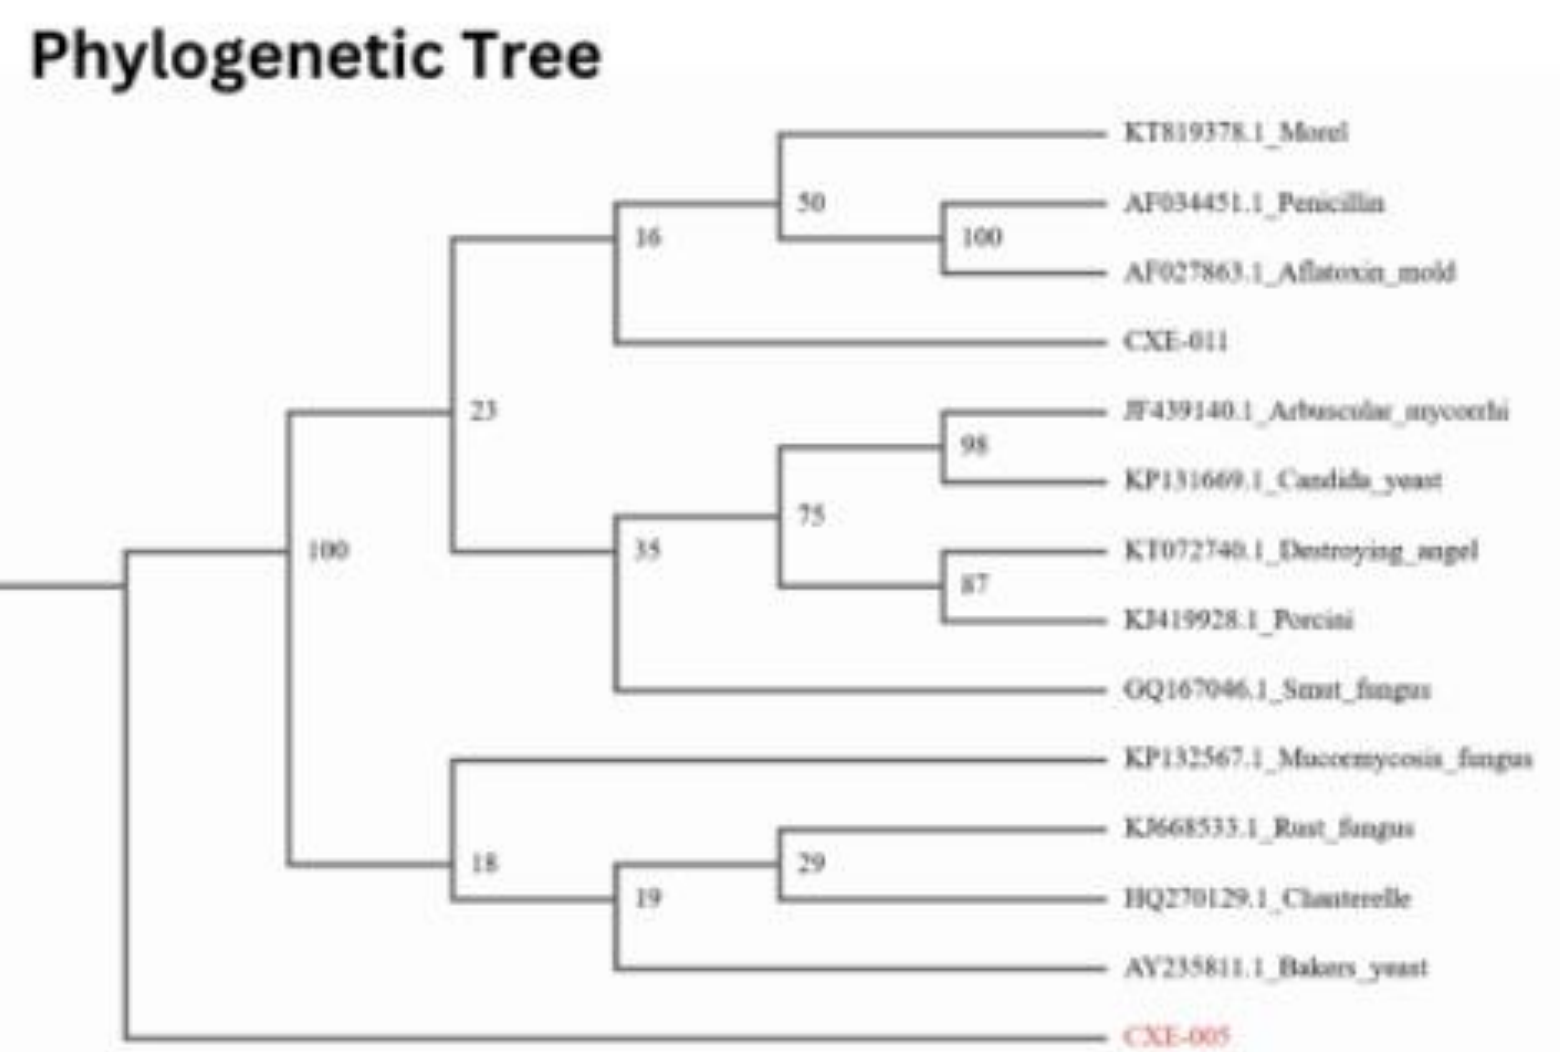 Phylogenetic Tree
KT819378.1_Morel
50
AF034451.1_Penicillin
16
100
AF027863.1_Aflatoxin_mold
CXE-011
23
JF439140.1_Arbuscular_mycorrhi
98
KP131669.1_Candida_yeast
75
100
35
KT072740.1_Destroying_angel
87
KJ419928.1_Porcini
GQ167046.1_Smut_fungus
KP132567.1_Mucormycosis_fungus
KJ668533.1_Rust_fungus
18
29
19
HQ270129.1_Chanterelle
AY235811.1_Bakers_yeast
CXE-005